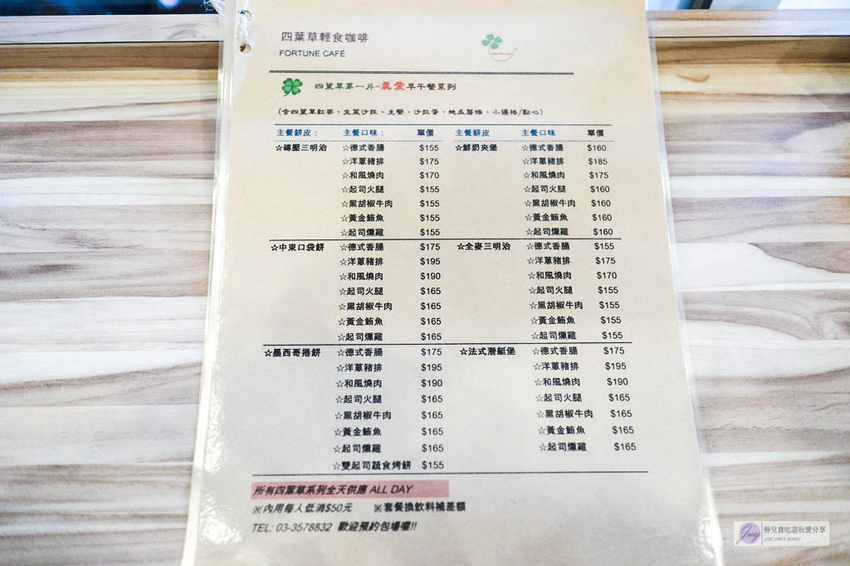 四葉草輕食咖啡
FORTUNE CAFÉ
四葉草第一片-真愛早午餐系列
(含四葉草紅茶、生菜沙拉、主餐、沙拉蛋、地瓜薯條、小優格/點心)
主餐餅皮: 主餐口味: 單價 主餐餅皮 主餐口味 單價
☆磚壓三明治 ☆德式香腸 $155 ☆鮮奶夾堡 ☆德式香腸 $160
☆洋蔥豬排 $175 ☆洋蔥豬排 $185
☆和風燒肉 $170 ☆和風燒肉 $175
☆起司火腿 $155 ☆起司火腿 $160
☆黑胡椒牛肉 $155 ☆黑胡椒牛肉 $160
☆黃金鮪魚 $155 ☆黃金鮪魚 $160
☆起司燻雞 $155 ☆起司燻雞 $160
☆中東口袋餅 ☆德式香腸 $175 ☆全麥三明治 ☆德式香腸 $155
☆洋蔥豬排 $195 ☆洋蔥豬排 $175
☆和風燒肉 $190 ☆和風燒肉 $170
☆起司火腿 $165 ☆起司火腿 $155
☆黑胡椒牛肉 $165 ☆黑胡椒牛肉 $155
☆黃金鮪魚 $165 ☆黃金鮪魚 $155
☆起司燻雞 $165 ☆起司燻雞 $155
☆墨西哥捲餅 ☆德式香腸 $175 ☆法式潛艇堡 ☆德式香腸 $175
☆洋蔥豬排 $195 ☆洋蔥豬排 $195
☆和風燒肉 $190 ☆和風燒肉 $190
☆起司火腿 $165 ☆起司火腿 $165
☆黑胡椒牛肉 $165 ☆黑胡椒牛肉 $165
☆黃金鮪魚 $165 ☆黃金鮪魚 $165
☆起司燻雞 $165 ☆起司燻雞 $165
☆雙起司蔬食烤餅 $155
所有四葉草系列全天供應 ALL DAY
※內用每人低消$50元 ※套餐換飲料補差額
TEL: 03-3578832 歡迎預約包場喔!!
靜兒貪吃遊玩愛分享